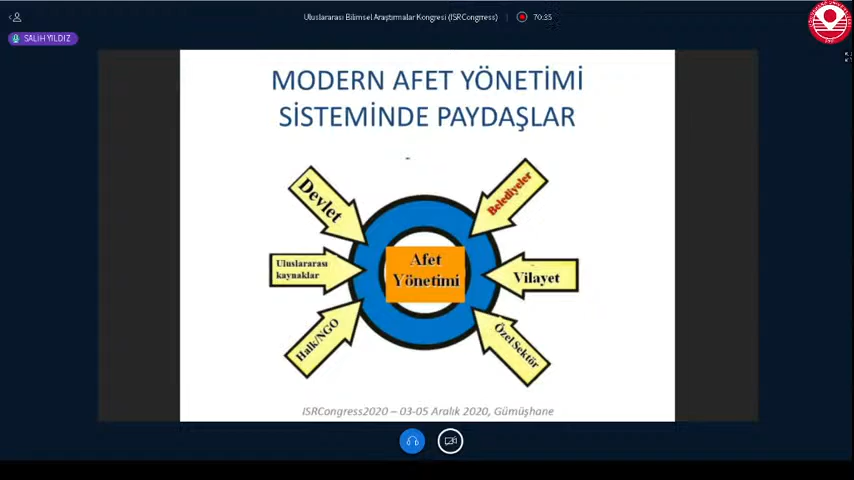 Uluslararası Bilimsel Araştırmalar Kongresi (ISRCongress)
70:35
SALIH YILDIZ
MODERN AFET YÖNETİMİ
SİSTEMİNDE PAYDAŞLAR
Devlet
Belediyeler
Uluslararası
kaynaklar
Afet
Yönetimi
Vilayet
Halk/NGO
Özel Sektör
ISRCongress2020 – 03-05 Aralık 2020, Gümüşhane